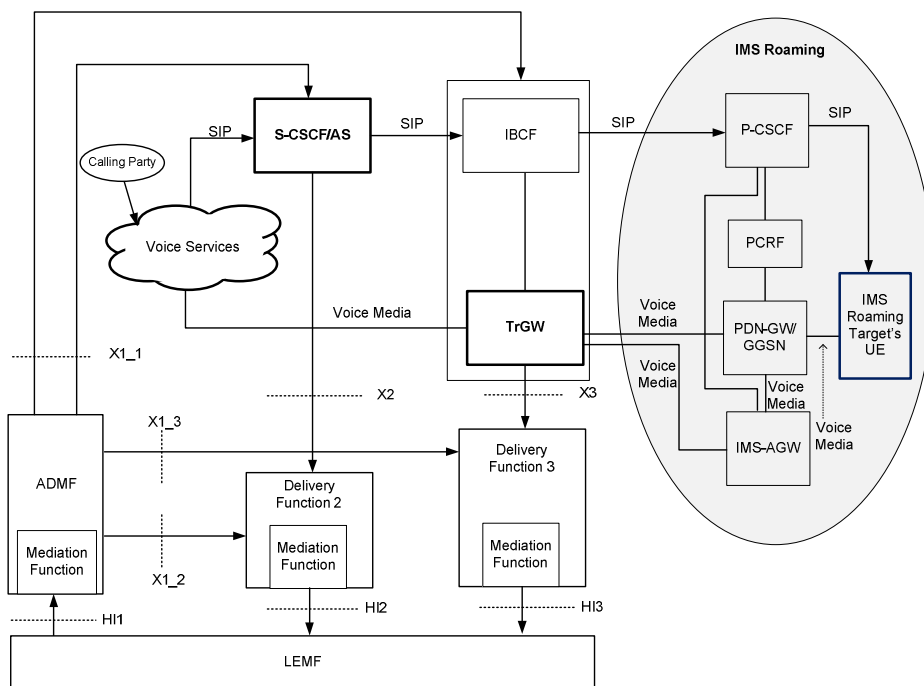 IMS Roaming
S-CSCF/AS
SIP
SIP
IBCF
SIP
P-CSCF
SIP
Calling Party
Voice Services
PCRF
Voice Media
TrGW
Voice
Media
PDN-GW/
GGSN
IMS
Roaming
Target's
UE
X1_1
Voice
Media
Voice
Media
Voice
Media
X2
X3
X1_3
IMS-AGW
ADMF
Delivery
Function 3
Delivery
Function 2
Mediation
Function
Mediation
Function
Mediation
Function
X1_2
HI1
HI2
HI3
LEMF